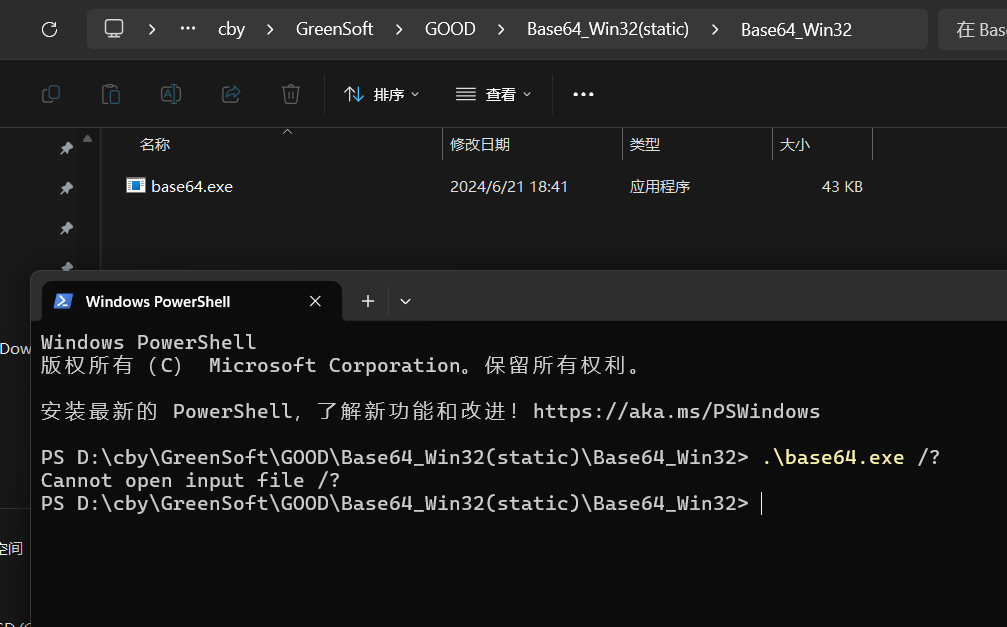 cby GreenSoft GOOD Base64_Win32(static) Base64_Win32
在 Bas
排序 查看
名称 修改日期 类型 大小
base64.exe 2024/6/21 18:41 应用程序 43 KB
Windows PowerShell
Dow
Windows PowerShell
版权所有（C） Microsoft Corporation。保留所有权利。
安装最新的 PowerShell，了解新功能和改进！https://aka.ms/PSWindows
PS D:\cby\GreenSoft\GOOD\Base64_Win32(static)\Base64_Win32> .\base64.exe /?
Cannot open input file /?
PS D:\cby\GreenSoft\GOOD\Base64_Win32(static)\Base64_Win32>
空间